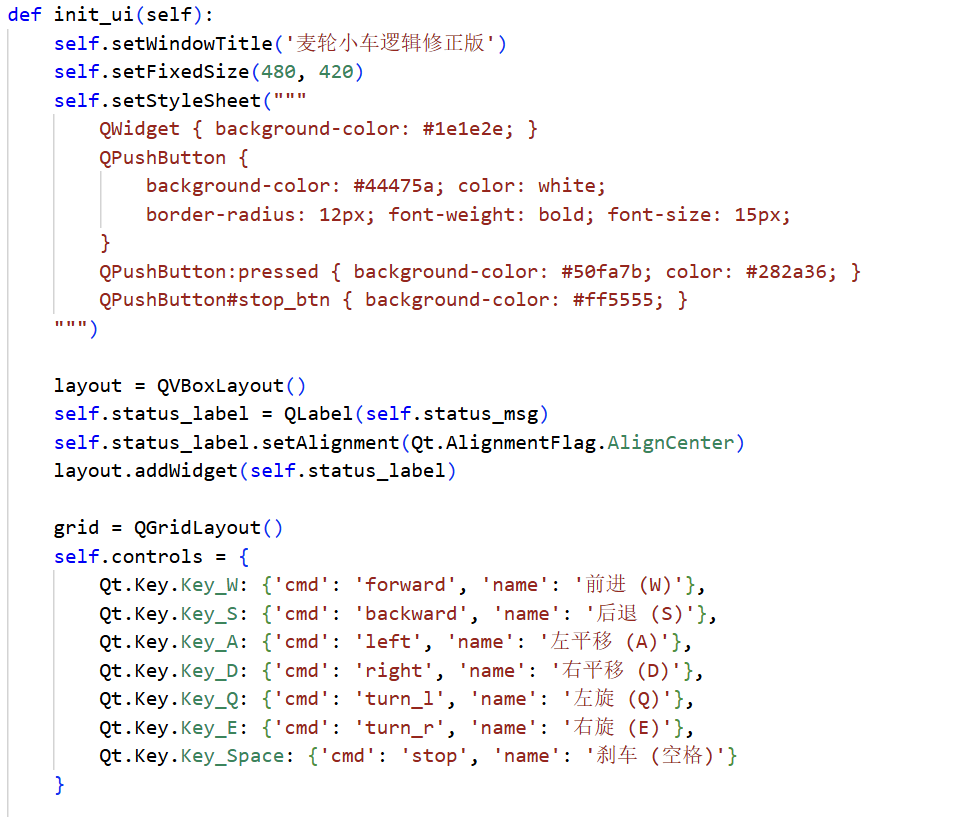 def init_ui(self):
    self.setWindowTitle('麦轮小车逻辑修正版')
    self.setFixedSize(480, 420)
    self.setStyleSheet("""
        QWidget { background-color: #1e1e2e; }
        QPushButton {
            background-color: #44475a; color: white;
            border-radius: 12px; font-weight: bold; font-size: 15px;
        }
        QPushButton:pressed { background-color: #50fa7b; color: #282a36; }
        QPushButton#stop_btn { background-color: #ff5555; }
    """)

    layout = QVBoxLayout()
    self.status_label = QLabel(self.status_msg)
    self.status_label.setAlignment(Qt.AlignmentFlag.AlignCenter)
    layout.addWidget(self.status_label)

    grid = QGridLayout()
    self.controls = {
        Qt.Key.Key_W: {'cmd': 'forward', 'name': '前进 (W)'},
        Qt.Key.Key_S: {'cmd': 'backward', 'name': '后退 (S)'},
        Qt.Key.Key_A: {'cmd': 'left', 'name': '左平移 (A)'},
        Qt.Key.Key_D: {'cmd': 'right', 'name': '右平移 (D)'},
        Qt.Key.Key_Q: {'cmd': 'turn_l', 'name': '左旋 (Q)'},
        Qt.Key.Key_E: {'cmd': 'turn_r', 'name': '右旋 (E)'},
        Qt.Key.Key_Space: {'cmd': 'stop', 'name': '刹车 (空格)'}
    }